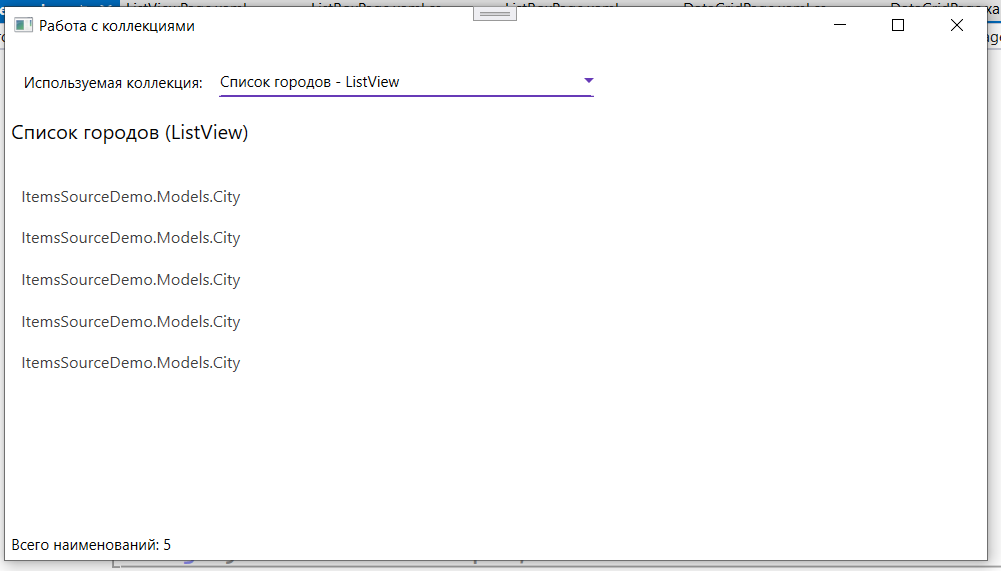 Работа с коллекциями
Используемая коллекция: Список городов - ListView
Список городов (ListView)
ItemsSourceDemo.Models.City
ItemsSourceDemo.Models.City
ItemsSourceDemo.Models.City
ItemsSourceDemo.Models.City
ItemsSourceDemo.Models.City
Всего наименований: 5